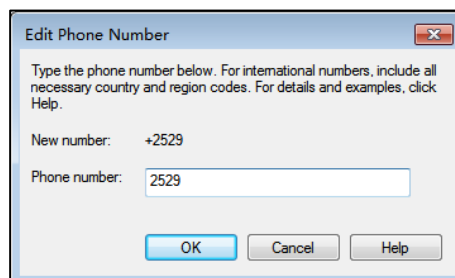 Edit Phone Number
Type the phone number below. For international numbers, include all
necessary country and region codes. For details and examples, click
Help.
New number: +2529
Phone number: 2529
OK Cancel Help